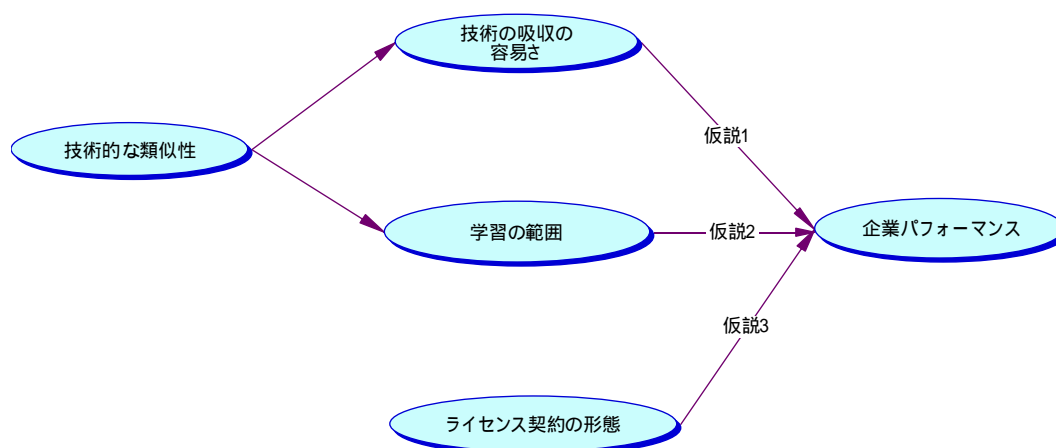 技術の吸収の
容易さ
仮説1
技術的な類似性
学習の範囲
仮説2
企業パフォーマンス
仮説3
ライセンス契約の形態